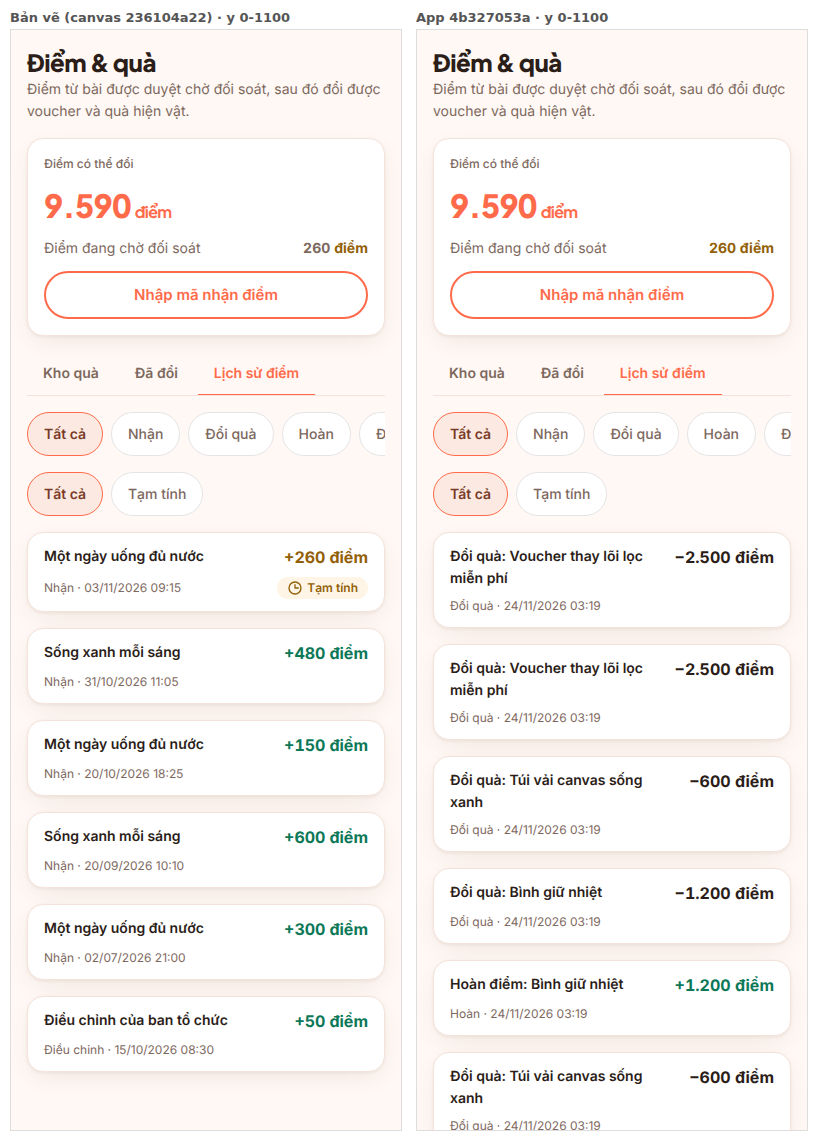 Bản vẽ (canvas 236104a22) · y 0-1100
Điểm & quà
Điểm từ bài được duyệt chờ đối soát, sau đó đổi được
voucher và quà hiện vật.
Điểm có thể đổi
9.590 điểm
Điểm đang chờ đối soát 260 điểm
Nhập mã nhận điểm
Kho quà Đã đổi Lịch sử điểm
Tất cả Nhận Đổi quà Hoàn Đ
Tất cả Tạm tính
Một ngày uống đủ nước +260 điểm
Nhận · 03/11/2026 09:15 Tạm tính
Sống xanh mỗi sáng +480 điểm
Nhận · 31/10/2026 11:05
Một ngày uống đủ nước +150 điểm
Nhận · 20/10/2026 18:25
Sống xanh mỗi sáng +600 điểm
Nhận · 20/09/2026 10:10
Một ngày uống đủ nước +300 điểm
Nhận · 02/07/2026 21:00
Điều chỉnh của ban tổ chức +50 điểm
Điều chỉnh · 15/10/2026 08:30
App 4b327053a · y 0-1100
Điểm & quà
Điểm từ bài được duyệt chờ đối soát, sau đó đổi được
voucher và quà hiện vật.
Điểm có thể đổi
9.590 điểm
Điểm đang chờ đối soát 260 điểm
Nhập mã nhận điểm
Kho quà Đã đổi Lịch sử điểm
Tất cả Nhận Đổi quà Hoàn Đ
Tất cả Tạm tính
Đổi quà: Voucher thay lõi lọc −2.500 điểm
miễn phí
Đổi quà · 24/11/2026 03:19
Đổi quà: Voucher thay lõi lọc −2.500 điểm
miễn phí
Đổi quà · 24/11/2026 03:19
Đổi quà: Túi vải canvas sống −600 điểm
xanh
Đổi quà · 24/11/2026 03:19
Đổi quà: Bình giữ nhiệt −1.200 điểm
Đổi quà · 24/11/2026 03:19
Hoàn điểm: Bình giữ nhiệt +1.200 điểm
Hoàn · 24/11/2026 03:19
Đổi quà: Túi vải canvas sống −600 điểm
xanh
Đổi quà · 24/11/2026 03:19